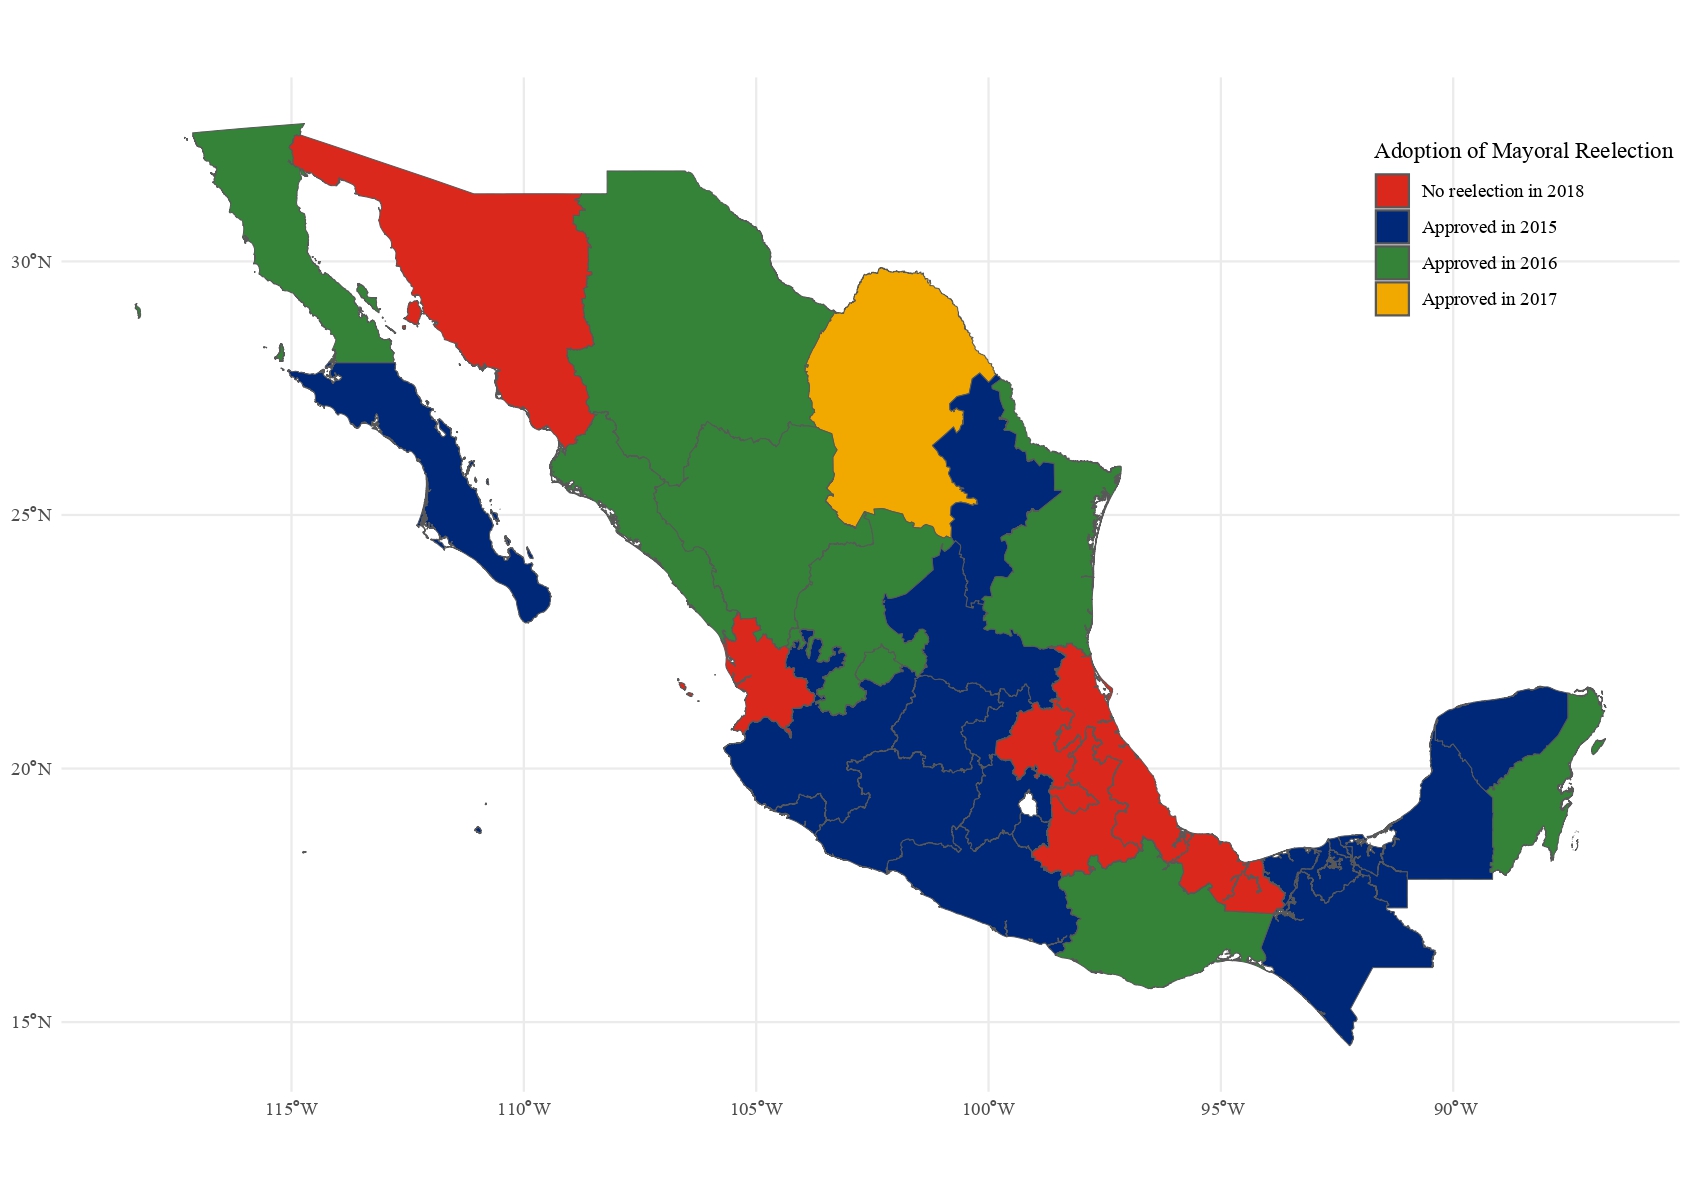 Adoption of Mayoral Reelection
No reelection in 2018
Approved in 2015
Approved in 2016
Approved in 2017
30°N
25°N
20°N
15°N
115°W
110°W
105°W
100°W
95°W
90°W